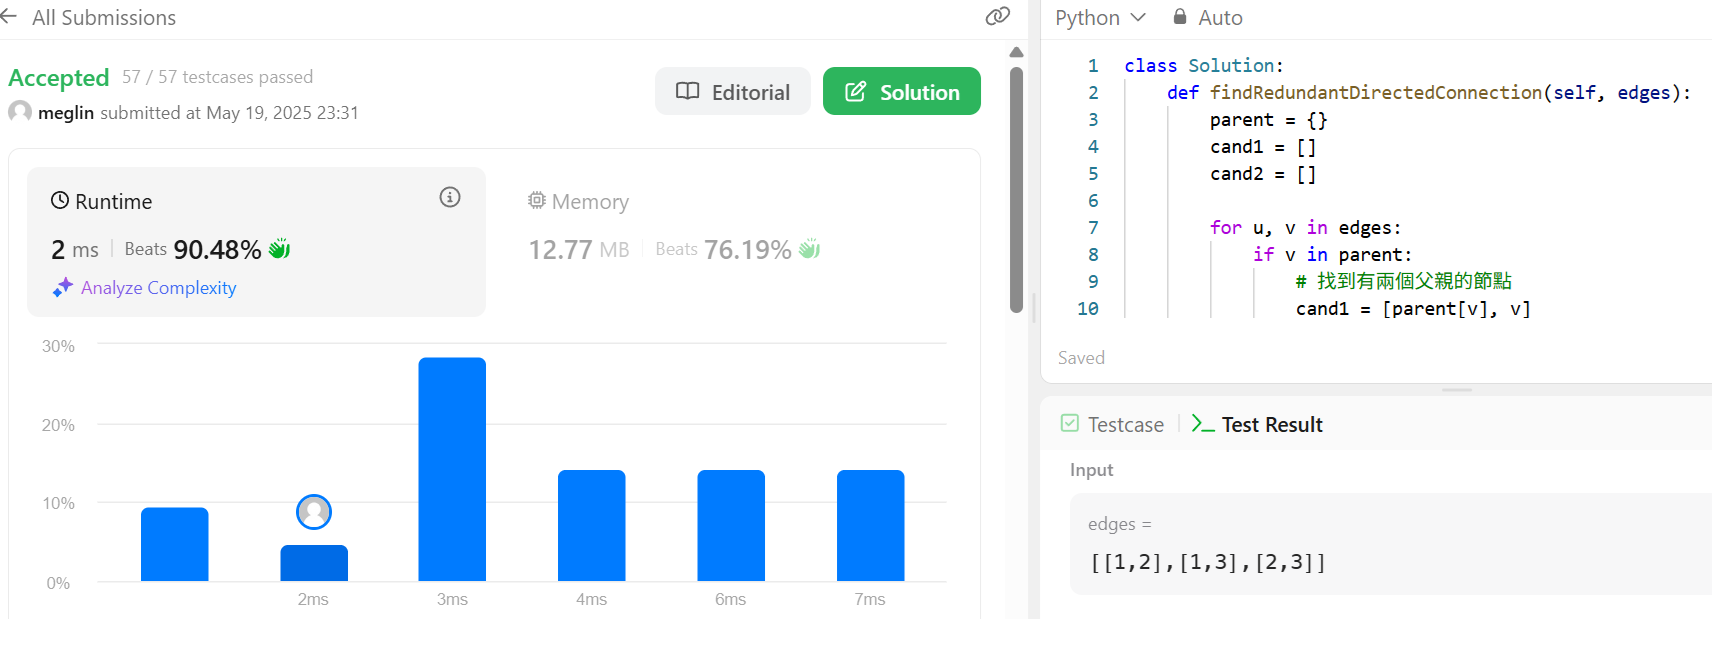 All Submissions
Accepted 57 / 57 testcases passed
meglin submitted at May 19, 2025 23:31
Editorial
Solution
Runtime
2 ms Beats 90.48%
Analyze Complexity
Memory
12.77 MB Beats 76.19%
30%
20%
10%
0%
2ms 3ms 4ms 6ms 7ms
Python Auto
1 class Solution:
2 def findRedundantDirectedConnection(self, edges):
3 parent = {}
4 cand1 = []
5 cand2 = []
6
7 for u, v in edges:
8 if v in parent:
9 # 找到有兩個父親的節點
10 cand1 = [parent[v], v]
Saved
Testcase Test Result
Input
edges =
[[1,2],[1,3],[2,3]]